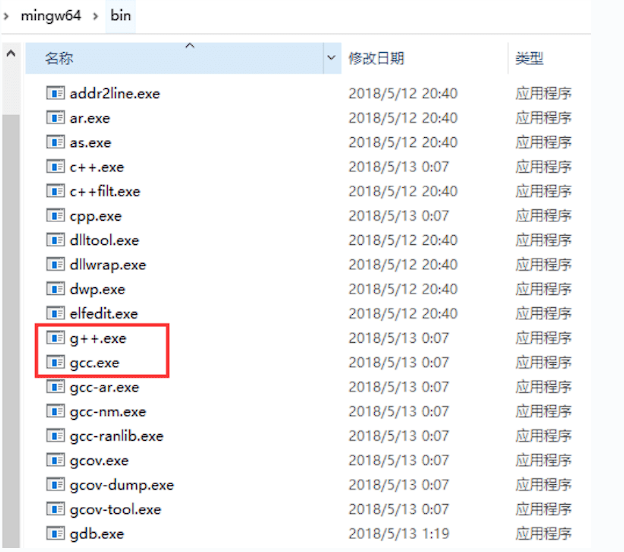 mingw64 bin
名称 修改日期 类型
addr2line.exe 2018/5/12 20:40 应用程序
ar.exe 2018/5/12 20:40 应用程序
as.exe 2018/5/12 20:40 应用程序
c++.exe 2018/5/13 0:07 应用程序
c++filt.exe 2018/5/12 20:40 应用程序
cpp.exe 2018/5/13 0:07 应用程序
dlltool.exe 2018/5/12 20:40 应用程序
dllwrap.exe 2018/5/12 20:40 应用程序
dwp.exe 2018/5/12 20:40 应用程序
elfedit.exe 2018/5/12 20:40 应用程序
g++.exe 2018/5/13 0:07 应用程序
gcc.exe 2018/5/13 0:07 应用程序
gcc-ar.exe 2018/5/13 0:07 应用程序
gcc-nm.exe 2018/5/13 0:07 应用程序
gcc-ranlib.exe 2018/5/13 0:07 应用程序
gcov.exe 2018/5/13 0:07 应用程序
gcov-dump.exe 2018/5/13 0:07 应用程序
gcov-tool.exe 2018/5/13 0:07 应用程序
gdb.exe 2018/5/13 1:19 应用程序